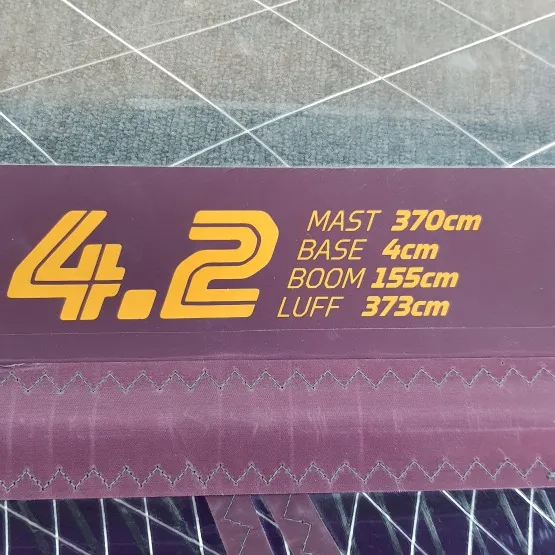 4.2
MAST 370cm
BASE 4cm
BOOM 155cm
LUFF 373cm